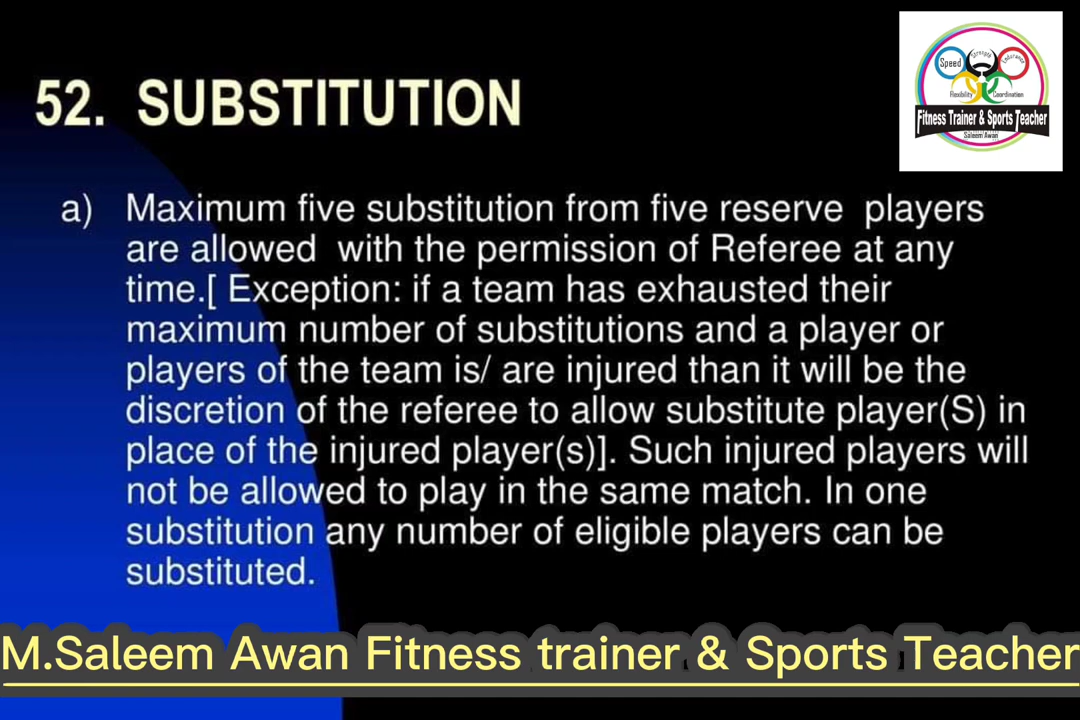 52. SUBSTITUTION
Speed
Strength
Endurance
Flexibility
Coordination
Fitness Trainer & Sports Teacher
Saleem Awan
a) Maximum five substitution from five reserve players
are allowed with the permission of Referee at any
time.[ Exception: if a team has exhausted their
maximum number of substitutions and a player or
players of the team is/ are injured than it will be the
discretion of the referee to allow substitute player(S) in
place of the injured player(s)]. Such injured players will
not be allowed to play in the same match. In one
substitution any number of eligible players can be
substituted.
M.Saleem Awan Fitness trainer & Sports Teacher